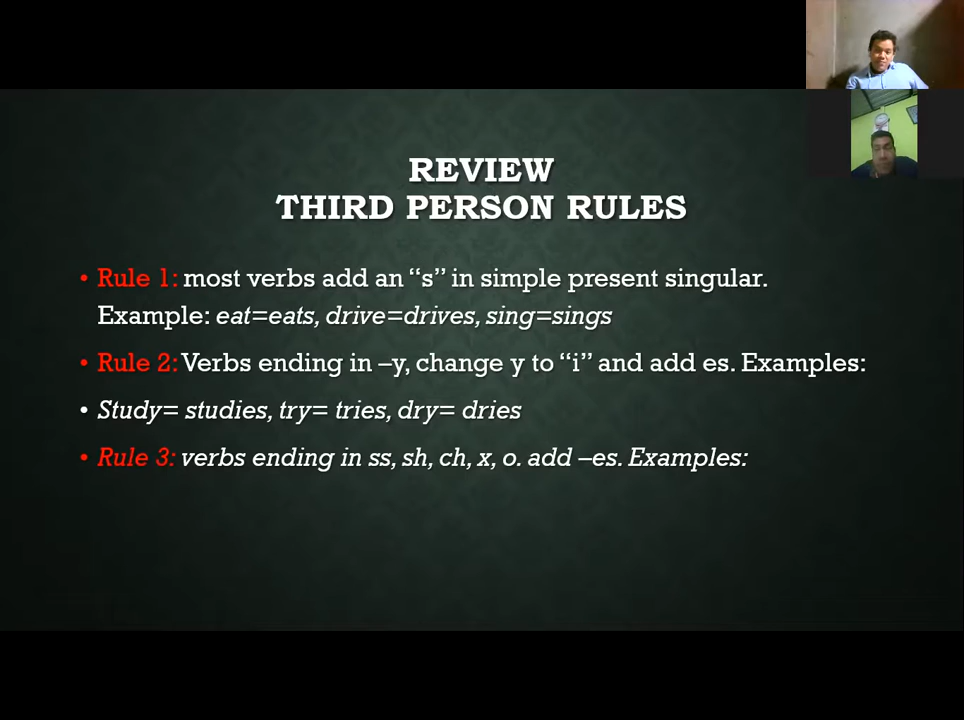 REVIEW
THIRD PERSON RULES
• Rule 1: most verbs add an “s” in simple present singular.
Example: eat=eats, drive=drives, sing=sings
• Rule 2: Verbs ending in –y, change y to “i” and add es. Examples:
• Study= studies, try= tries, dry= dries
• Rule 3: verbs ending in ss, sh, ch, x, o. add –es. Examples: